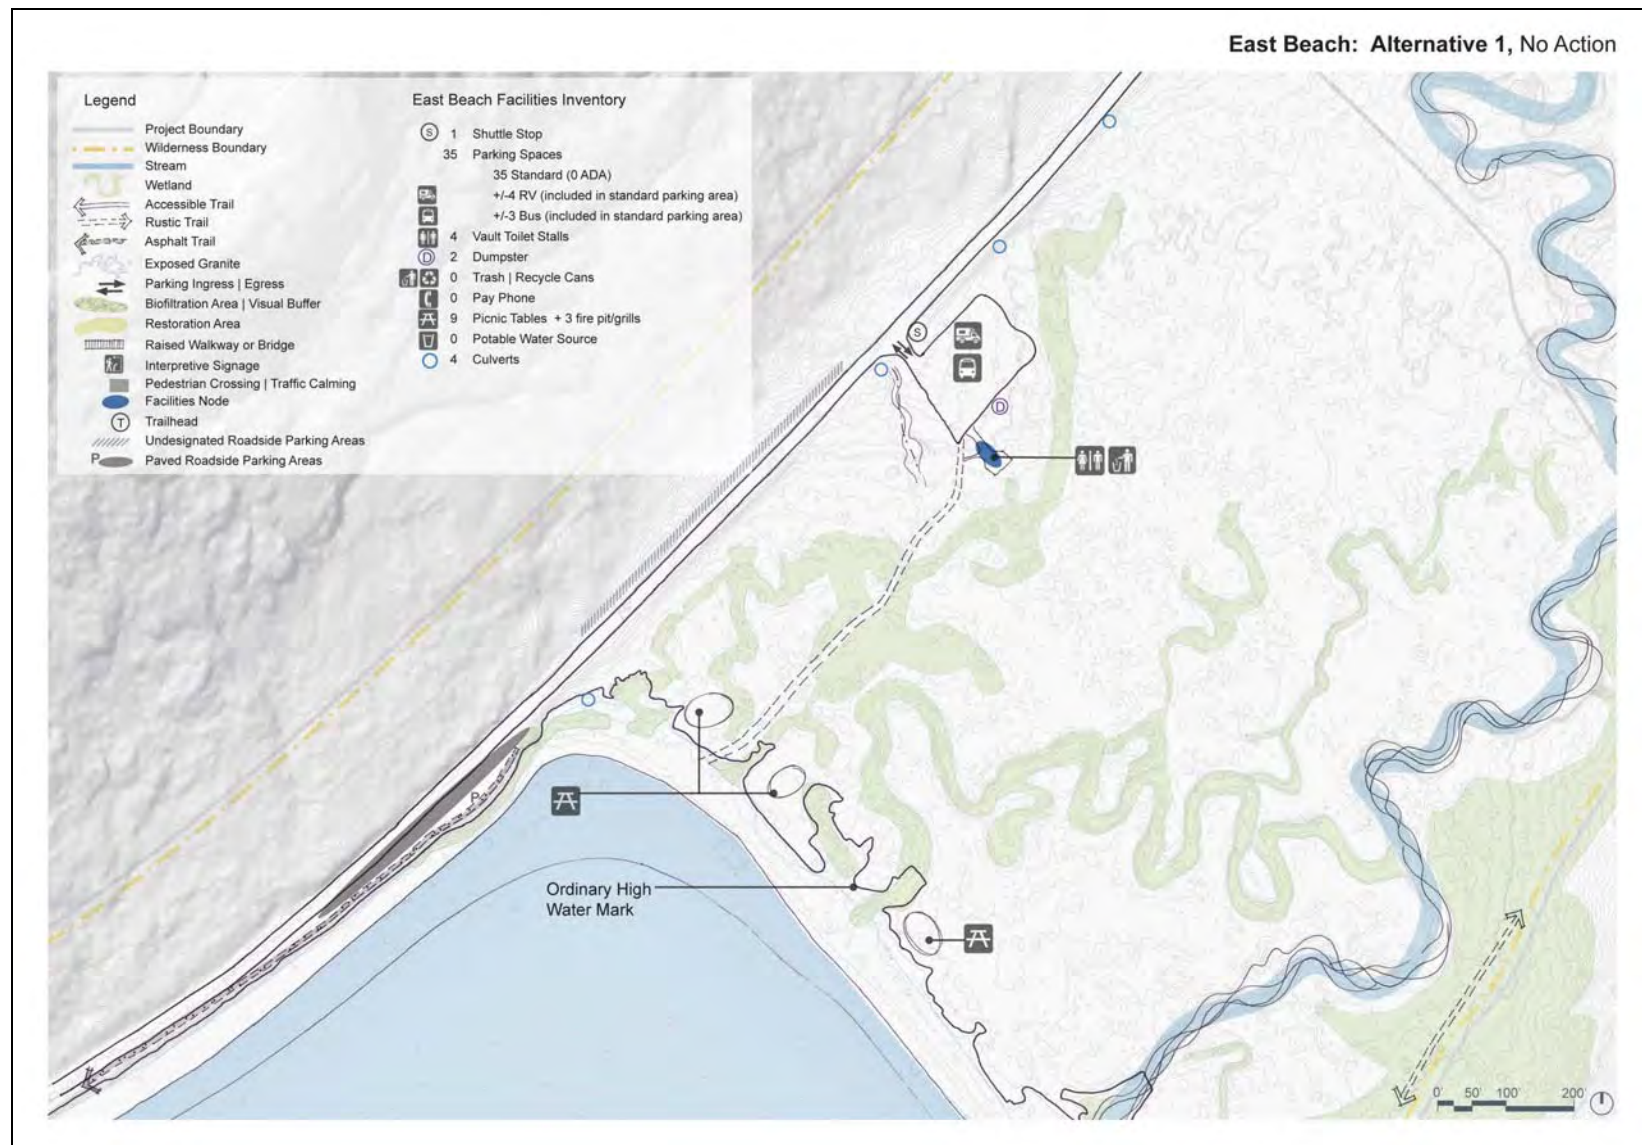 East Beach: Alternative 1, No Action
Legend
Project Boundary
Wilderness Boundary
Stream
Wetland
Accessible Trail
Rustic Trail
Asphalt Trail
Exposed Granite
Parking Ingress | Egress
Biofiltration Area | Visual Buffer
Restoration Area
Raised Walkway or Bridge
Interpretive Signage
Pedestrian Crossing | Traffic Calming
Facilities Node
T Trailhead
Undesignated Roadside Parking Areas
P Paved Roadside Parking Areas
East Beach Facilities Inventory
S 1 Shuttle Stop
35 Parking Spaces
35 Standard (0 ADA)
+/-4 RV (included in standard parking area)
+/-3 Bus (included in standard parking area)
4 Vault Toilet Stalls
D 2 Dumpster
0 Trash | Recycle Cans
0 Pay Phone
9 Picnic Tables + 3 fire pit/grills
0 Potable Water Source
4 Culverts
S
D
P
Ordinary High
Water Mark
0' 50' 100' 200'